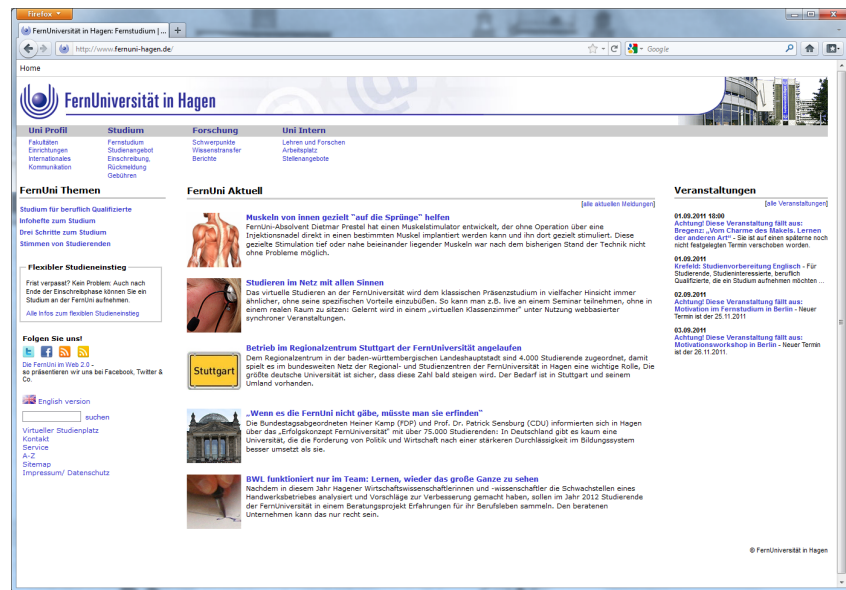 Firefox
FernUniversität in Hagen: Fernstudium | ...
http://www.fernuni-hagen.de/
Google
Home
FernUniversität in Hagen
Uni Profil
Studium
Forschung
Uni Intern
Fakultäten
Einrichtungen
Internationales
Kommunikation
Fernstudium
Studienangebot
Einschreibung,
Rückmeldung
Gebühren
Schwerpunkte
Wissenstransfer
Berichte
Lehren und Forschen
Arbeitsplatz
Stellenangebote
FernUni Themen
Studium für beruflich Qualifizierte
Infohefte zum Studium
Drei Schritte zum Studium
Stimmen von Studierenden
Flexibler Studieneinstieg
Frist verpasst? Kein Problem: Auch nach
Ende der Einschreibphase können Sie ein
Studium an der FernUni aufnehmen.
Alle Infos zum flexiblen Studieneinstieg
Folgen Sie uns!
Die FernUni im Web 2.0 -
so präsentieren wir uns bei Facebook, Twitter &
Co.
English version
suchen
Virtueller Studienplatz
Kontakt
Service
A-Z
Sitemap
Impressum/ Datenschutz
FernUni Aktuell
[alle aktuellen Meldungen]
Muskeln von innen gezielt "auf die Sprünge" helfen
FernUni-Absolvent Dietmar Prestel hat einen Muskelstimulator entwickelt, der ohne Operation über eine
Injektionsnadel direkt in einen bestimmten Muskel implantiert werden kann und ihn dort gezielt stimuliert. Diese
gezielte Stimulation tief oder nahe beieinander liegender Muskeln war nach dem bisherigen Stand der Technik nicht
ohne Probleme möglich.
Studieren im Netz mit allen Sinnen
Das virtuelle Studieren an der FernUniversität wird dem klassischen Präsenzstudium in vielfacher Hinsicht immer
ähnlicher, ohne seine spezifischen Vorteile einzubüßen. So kann man z.B. live an einem Seminar teilnehmen, ohne in
einem realen Raum zu sitzen: Gelernt wird in einem „virtuellen Klassenzimmer" unter Nutzung webbasierter
synchroner Veranstaltungen.
Stuttgart
Betrieb im Regionalzentrum Stuttgart der FernUniversität angelaufen
Dem Regionalzentrum in der baden-württembergischen Landeshauptstadt sind 4.000 Studierende zugeordnet, damit
spielt es im bundesweiten Netz der Regional- und Studienzentren der FernUniversität in Hagen eine wichtige Rolle, Die
größte deutsche Universität ist sicher, dass diese Zahl bald steigen wird. Der Bedarf ist in Stuttgart und seinem
Umland vorhanden.
„Wenn es die FernUni nicht gäbe, müsste man sie erfinden"
Die Bundestagsabgeordneten Heiner Kamp (FDP) und Prof. Dr. Patrick Sensburg (CDU) informierten sich in Hagen
über das „Erfolgskonzept FernUniversität" mit über 75.000 Studierenden: In Deutschland gibt es kaum eine
Universität, die die Forderung von Politik und Wirtschaft nach einer stärkeren Durchlässigkeit im Bildungssystem
besser umsetzt als sie.
BWL funktioniert nur im Team: Lernen, wieder das große Ganze zu sehen
Nachdem in diesem Jahr Hagener Wirtschaftswissenschaftlerinnen und -wissenschaftler die Schwachstellen eines
Handwerksbetriebes analysiert und Vorschläge zur Verbesserung gemacht haben, sollen im Jahr 2012 Studierende
der FernUniversität in einem Beratungsprojekt Erfahrungen für ihr Berufsleben sammeln. Den beratenen
Unternehmen kann das nur recht sein.
Veranstaltungen
[alle Veranstaltungen]
01.09.2011 18:00
Achtung! Diese Veranstaltung fällt aus:
Bregenz: „Vom Charme des Makels. Lernen
der anderen Art" - Sie ist auf einen späterne noch
nicht festgelegten Termin verschoben worden.
01.09.2011
Krefeld: Studienvorbereitung Englisch - Für
Studierende, Studieninteressierte, beruflich
Qualifizierte, die ein Studium aufnehmen möchten ...
02.09.2011
Achtung! Diese Veranstaltung fällt aus:
Motivation im Fernstudium in Berlin - Neuer
Termin ist der 25.11.2011
03.09.2011
Achtung! Diese Veranstaltung fällt aus:
Motivationsworkshop in Berlin - Neuer Termin
ist der 26.11.2011.
© FernUniversität in Hagen